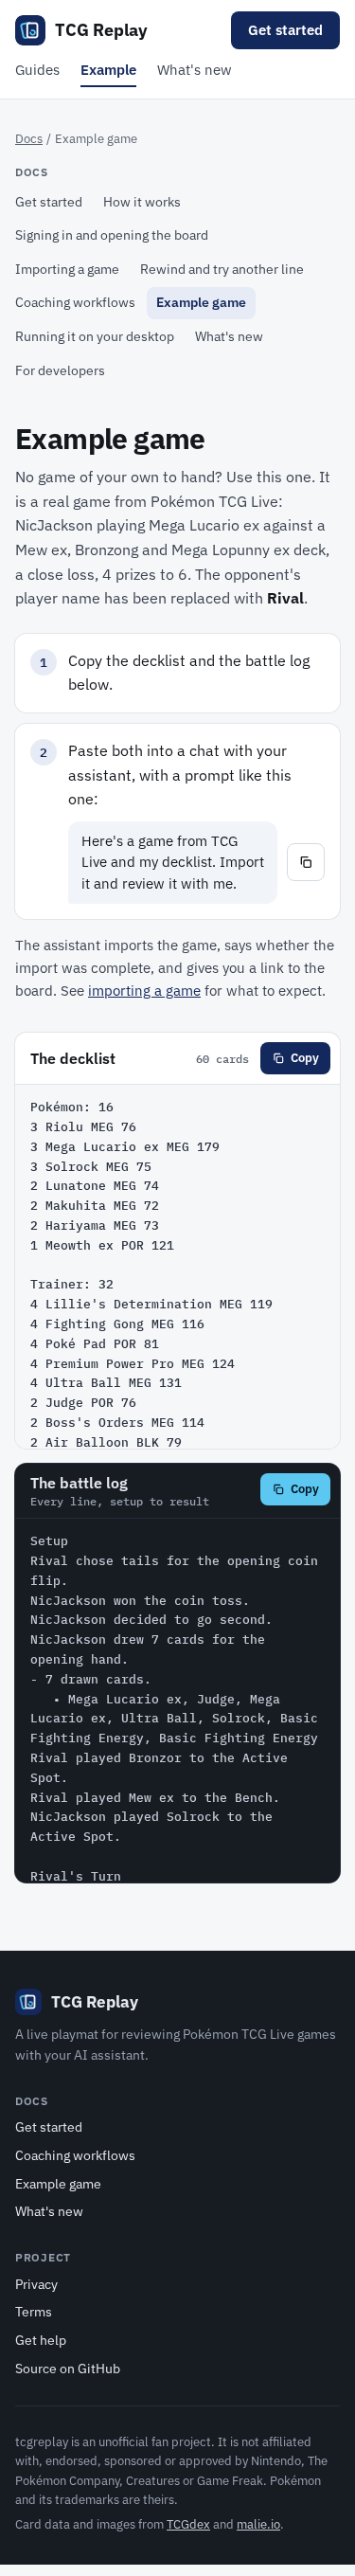 TCG Replay
Get started
Guides
Example
What's new
Docs / Example game
DOCS
Get started
How it works
Signing in and opening the board
Importing a game
Rewind and try another line
Coaching workflows
Example game
Running it on your desktop
What's new
For developers
Example game
No game of your own to hand? Use this one. It
is a real game from Pokémon TCG Live:
NicJackson playing Mega Lucario ex against a
Mew ex, Bronzong and Mega Lopunny ex deck,
a close loss, 4 prizes to 6. The opponent's
player name has been replaced with Rival.
1
Copy the decklist and the battle log
below.
2
Paste both into a chat with your
assistant, with a prompt like this
one:
Here's a game from TCG
Live and my decklist. Import
it and review it with me.
The assistant imports the game, says whether the
import was complete, and gives you a link to the
board. See importing a game for what to expect.
The decklist
60 cards
Copy
Pokémon: 16
3 Riolu MEG 76
3 Mega Lucario ex MEG 179
3 Solrock MEG 75
2 Lunatone MEG 74
2 Makuhita MEG 72
2 Hariyama MEG 73
1 Meowth ex POR 121
Trainer: 32
4 Lillie's Determination MEG 119
4 Fighting Gong MEG 116
4 Poké Pad POR 81
4 Premium Power Pro MEG 124
4 Ultra Ball MEG 131
2 Judge POR 76
2 Boss's Orders MEG 114
2 Air Balloon BLK 79
The battle log
Every line, setup to result
Copy
Setup
Rival chose tails for the opening coin
flip.
NicJackson won the coin toss.
NicJackson decided to go second.
NicJackson drew 7 cards for the
opening hand.
- 7 drawn cards.
• Mega Lucario ex, Judge, Mega
Lucario ex, Ultra Ball, Solrock, Basic
Fighting Energy, Basic Fighting Energy
Rival played Bronzor to the Active
Spot.
Rival played Mew ex to the Bench.
NicJackson played Solrock to the
Active Spot.
Rival's Turn
TCG Replay
A live playmat for reviewing Pokémon TCG Live games
with your AI assistant.
DOCS
Get started
Coaching workflows
Example game
What's new
PROJECT
Privacy
Terms
Get help
Source on GitHub
tcgreplay is an unofficial fan project. It is not affiliated
with, endorsed, sponsored or approved by Nintendo, The
Pokémon Company, Creatures or Game Freak. Pokémon
and its trademarks are theirs.
Card data and images from TCGdex and malie.io.